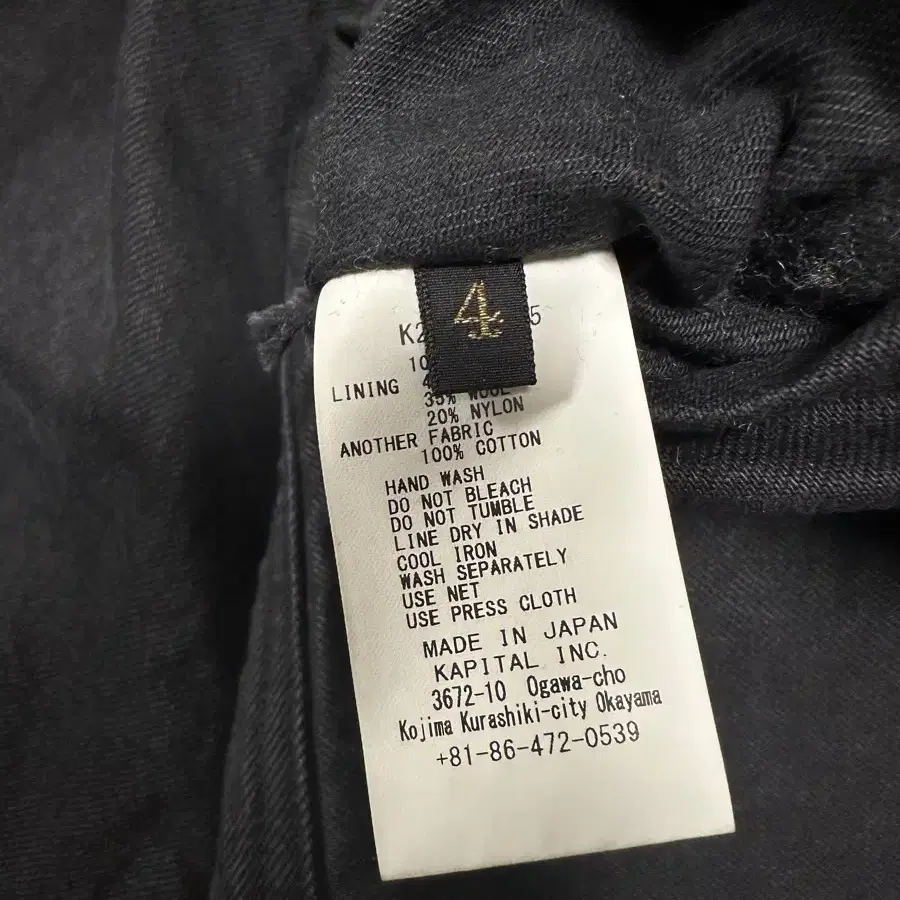 4
LINING
35% WOOL
20% NYLON
ANOTHER FABRIC
100% COTTON
HAND WASH
DO NOT BLEACH
DO NOT TUMBLE
LINE DRY IN SHADE
COOL IRON
WASH SEPARATELY
USE NET
USE PRESS CLOTH
MADE IN JAPAN
KAPITAL INC.
3672-10 Ogawa-cho
Kojima Kurashiki-city Okayama
+81-86-472-0539